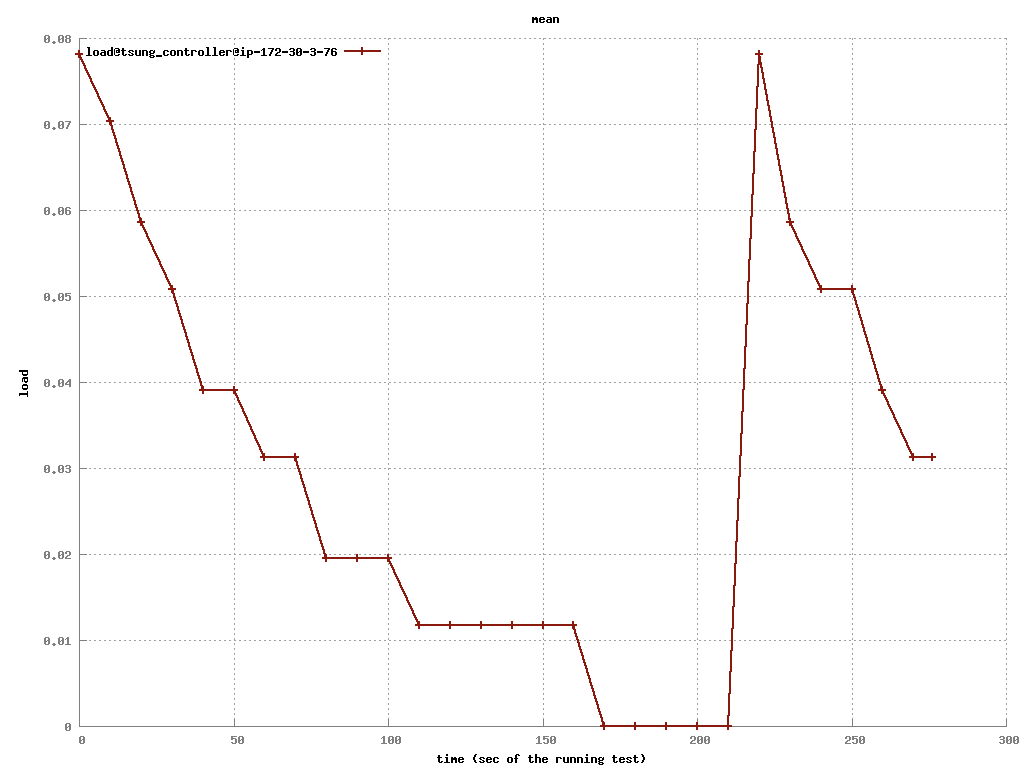 mean
load@tsung_controller@ip-172-30-3-76
0.08
0.07
0.06
0.05
0.04
0.03
0.02
0.01
0
load
0 50 100 150 200 250 300
time (sec of the running test)